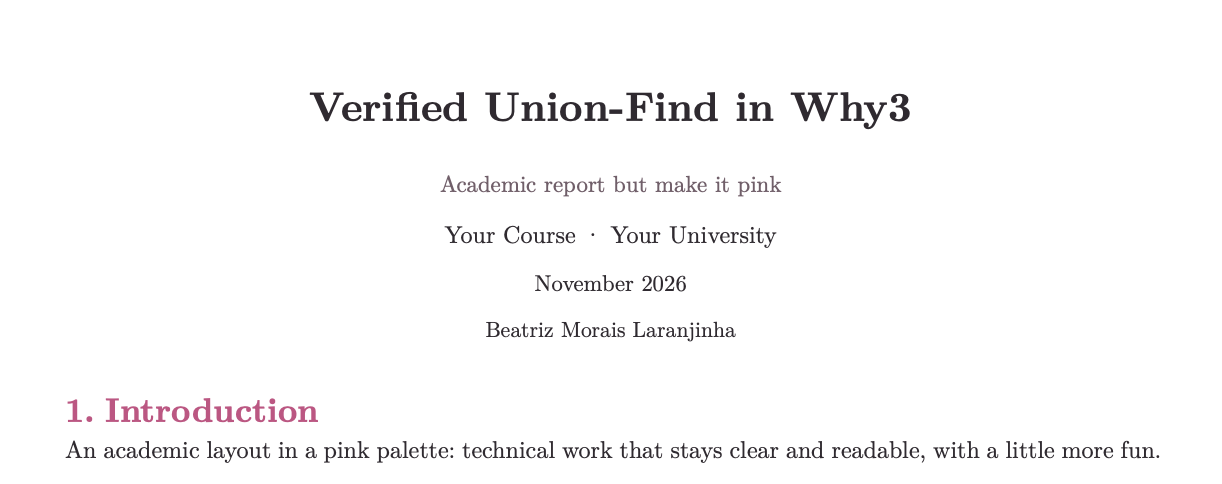 Verified Union-Find in Why3
Academic report but make it pink
Your Course · Your University
November 2026
Beatriz Morais Laranjinha
1. Introduction
An academic layout in a pink palette: technical work that stays clear and readable, with a little more fun.